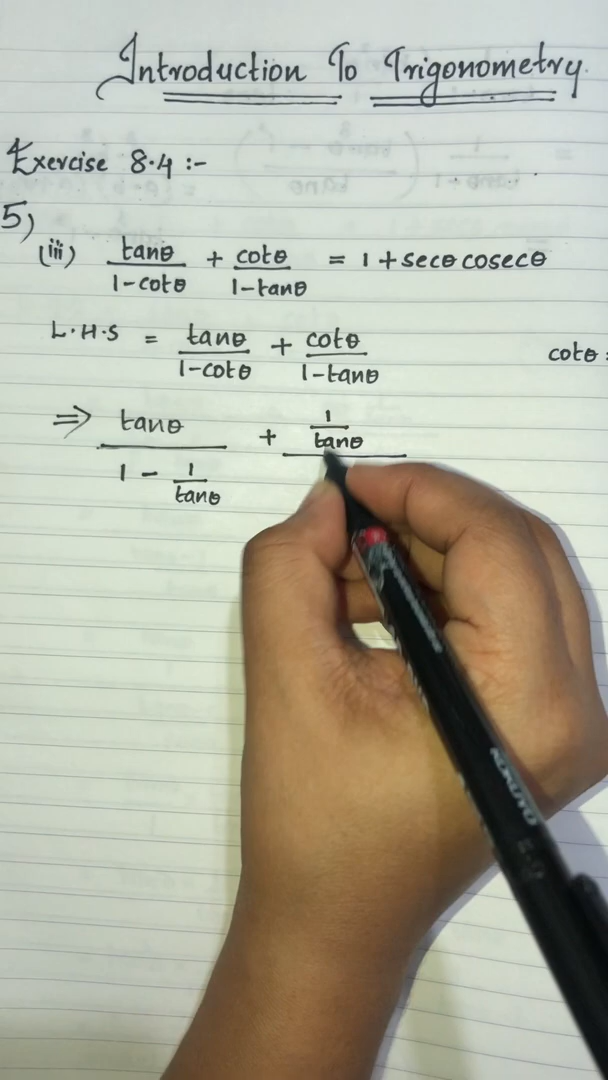 Introduction To Trigonometry
Exercise 8.4 :-
5)
(iii) tanθ/1-cotθ + cotθ/1-tanθ = 1+secθ cosecθ
L.H.S = tanθ/1-cotθ + cotθ/1-tanθ
cotθ =
⇒ tanθ/1 - 1/tanθ + 1/tanθ
KOKUYO